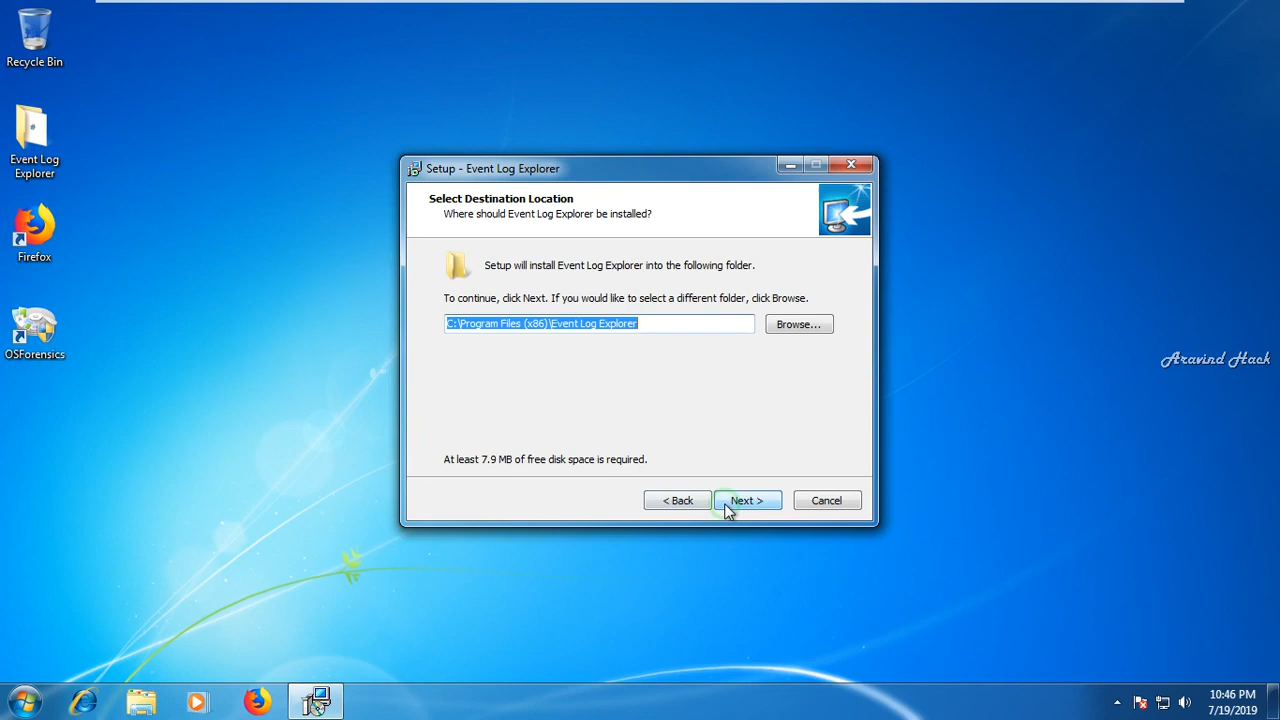 Recycle Bin
Event Log
Explorer
Firefox
OSForensics
Setup - Event Log Explorer
Select Destination Location
Where should Event Log Explorer be installed?
Setup will install Event Log Explorer into the following folder.
To continue, click Next. If you would like to select a different folder, click Browse.
C:\Program Files (x86)\Event Log Explorer
Browse...
At least 7.9 MB of free disk space is required.
< Back
Next >
Cancel
Aravind Hack
10:46 PM
7/19/2019